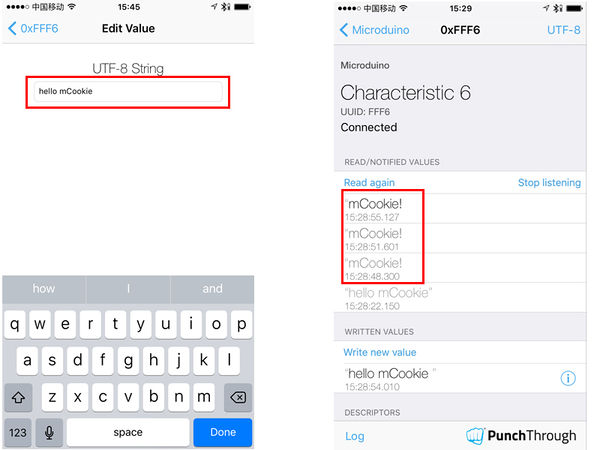 中国移动 15:45
0xFFF6 Edit Value
UTF-8 String
hello mCookie
how I and
q w e r t y u i o p
a s d f g h j k l
z x c v b n m
123 space Done
中国移动 15:29
Microduino 0xFFF6 UTF-8
Microduino
Characteristic 6
UUID: FFF6
Connected
READ/NOTIFIED VALUES
Read again Stop listening
"mCookie!
15:28:55.127
"mCookie!
15:28:51.601
"mCookie!
15:28:48.300
"hello mCookie"
15:28:22.150
WRITTEN VALUES
Write new value
"hello mCookie "
15:28:54.010
DESCRIPTORS
Log PunchThrough